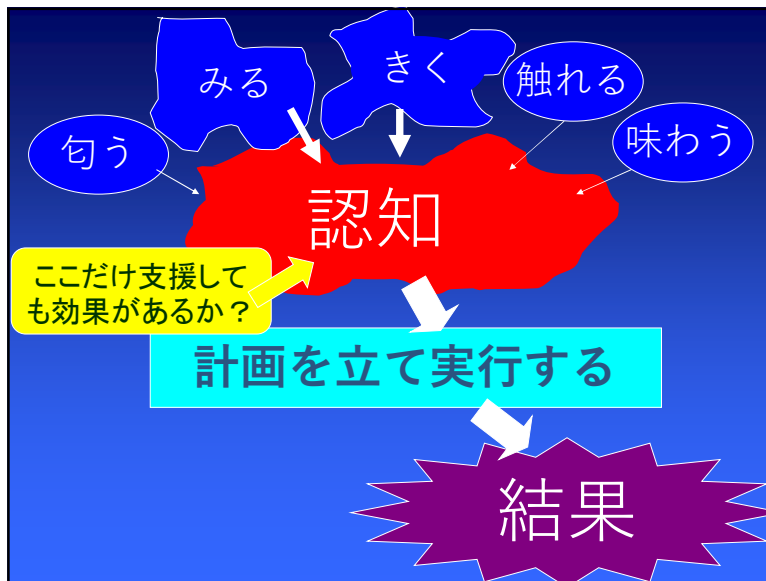 みる
きく
触れる
匂う
味わう
認知
ここだけ支援して
も効果があるか？
計画を立て実行する
結果